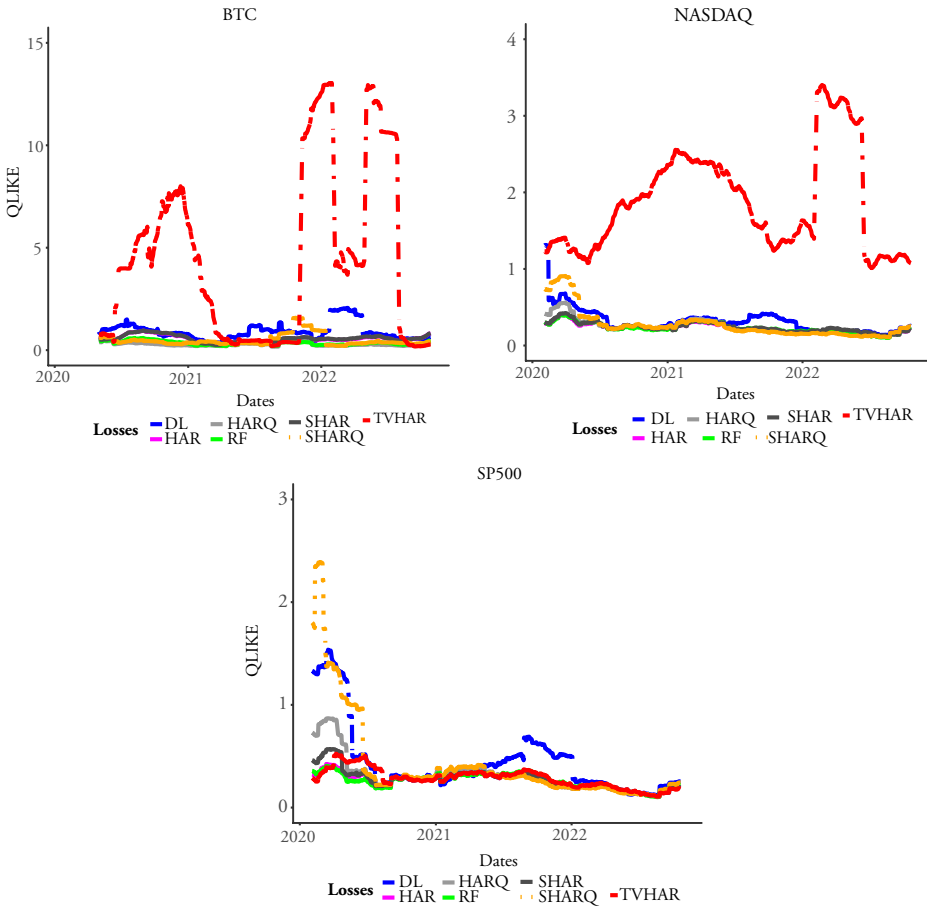 BTC
15
10
5
0
QLIKE
2020
2021
2022
Dates
Losses DL HARQ SHAR TVHAR
HAR RF SHARQ
NASDAQ
4
3
2
1
0
2020
2021
2022
Dates
Losses DL HARQ SHAR TVHAR
HAR RF SHARQ
SP500
3
2
1
0
QLIKE
2020
2021
2022
Dates
Losses DL HARQ SHAR TVHAR
HAR RF SHARQ